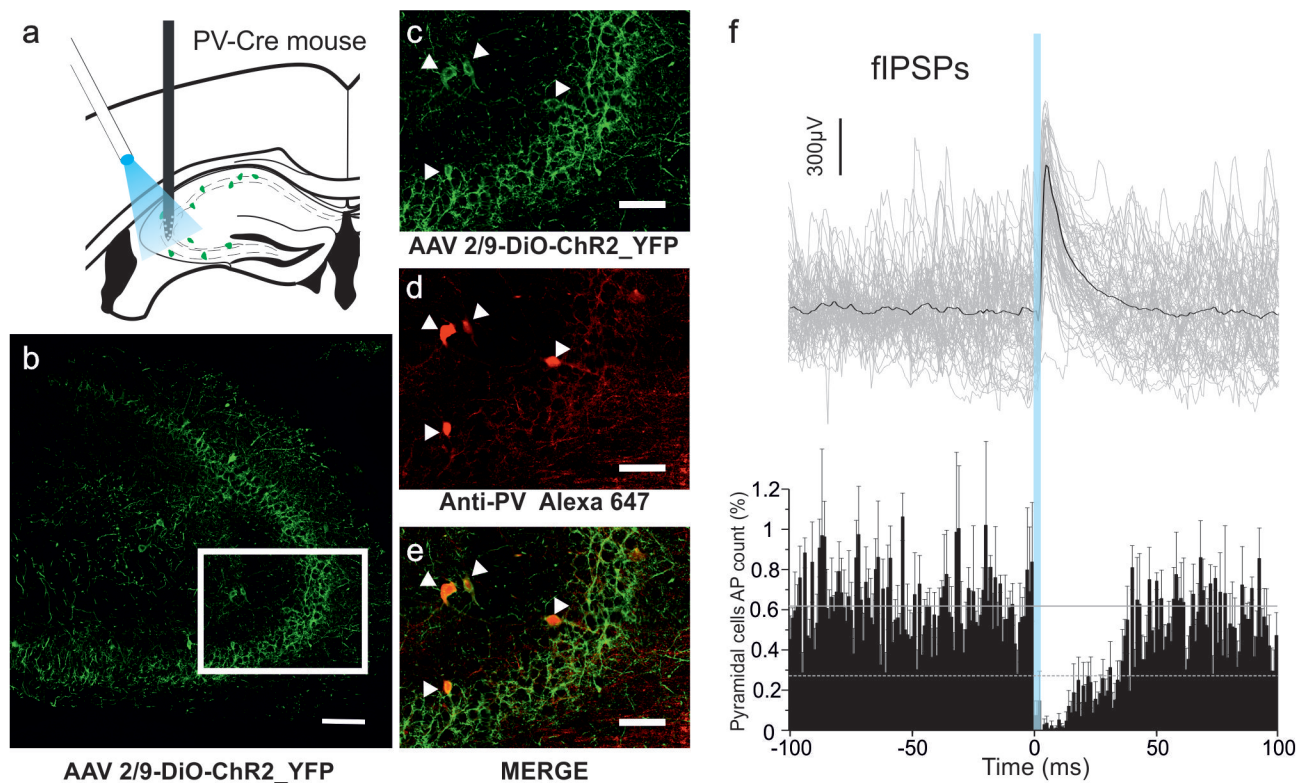 a
PV-Cre mouse
b
AAV 2/9-DiO-ChR2_YFP
c
AAV 2/9-DiO-ChR2_YFP
d
Anti-PV Alexa 647
e
MERGE
f
fIPSPs
300µV
Pyramidal cells AP count (%)
1.2
1
0.8
0.6
0.4
0.2
0
-100
-50
0
50
100
Time (ms)